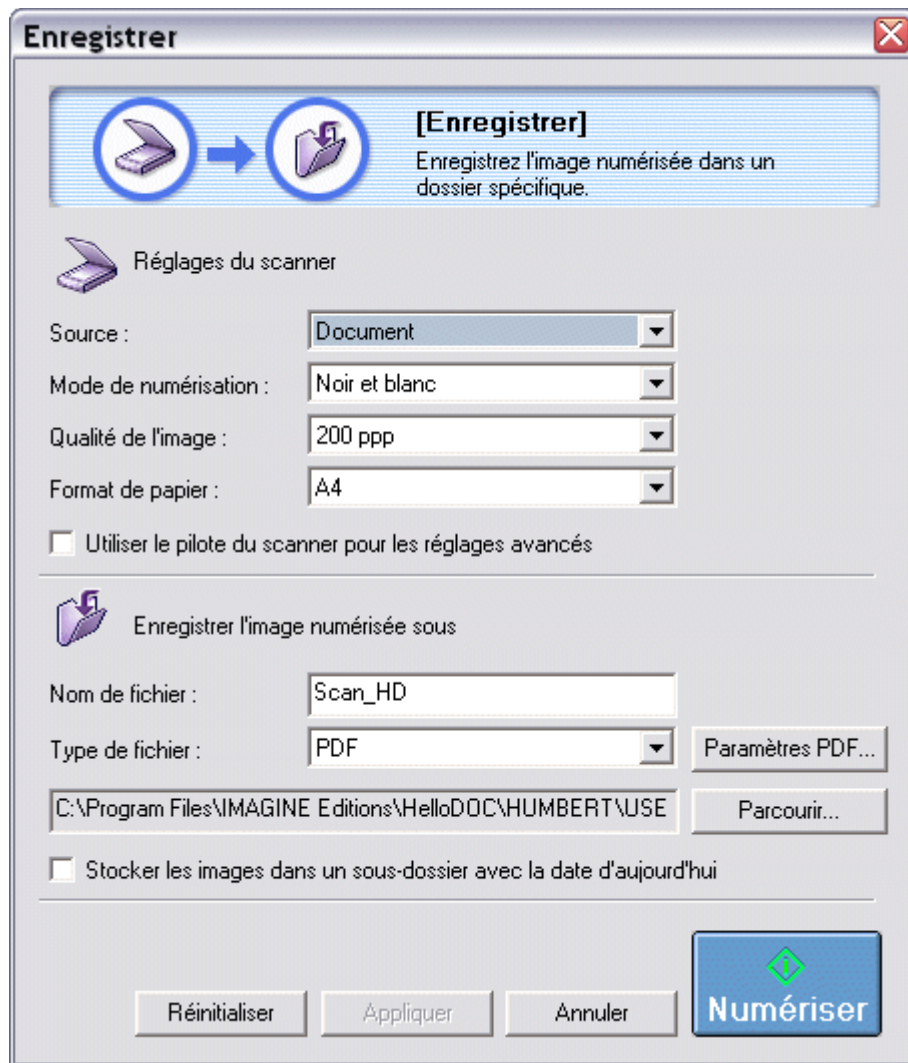 Enregistrer
[Enregistrer]
Enregistrez l'image numérisée dans un
dossier spécifique.
Réglages du scanner
Source : Document
Mode de numérisation : Noir et blanc
Qualité de l'image : 200 ppp
Format de papier : A4
Utiliser le pilote du scanner pour les réglages avancés
Enregistrer l'image numérisée sous
Nom de fichier : Scan_HD
Type de fichier : PDF Paramètres PDF...
C:\Program Files\IMAGINE Editions\HelloDOC\HUMBERT\USE Parcourir...
Stocker les images dans un sous-dossier avec la date d'aujourd'hui
Réinitialiser Appliquer Annuler Numériser